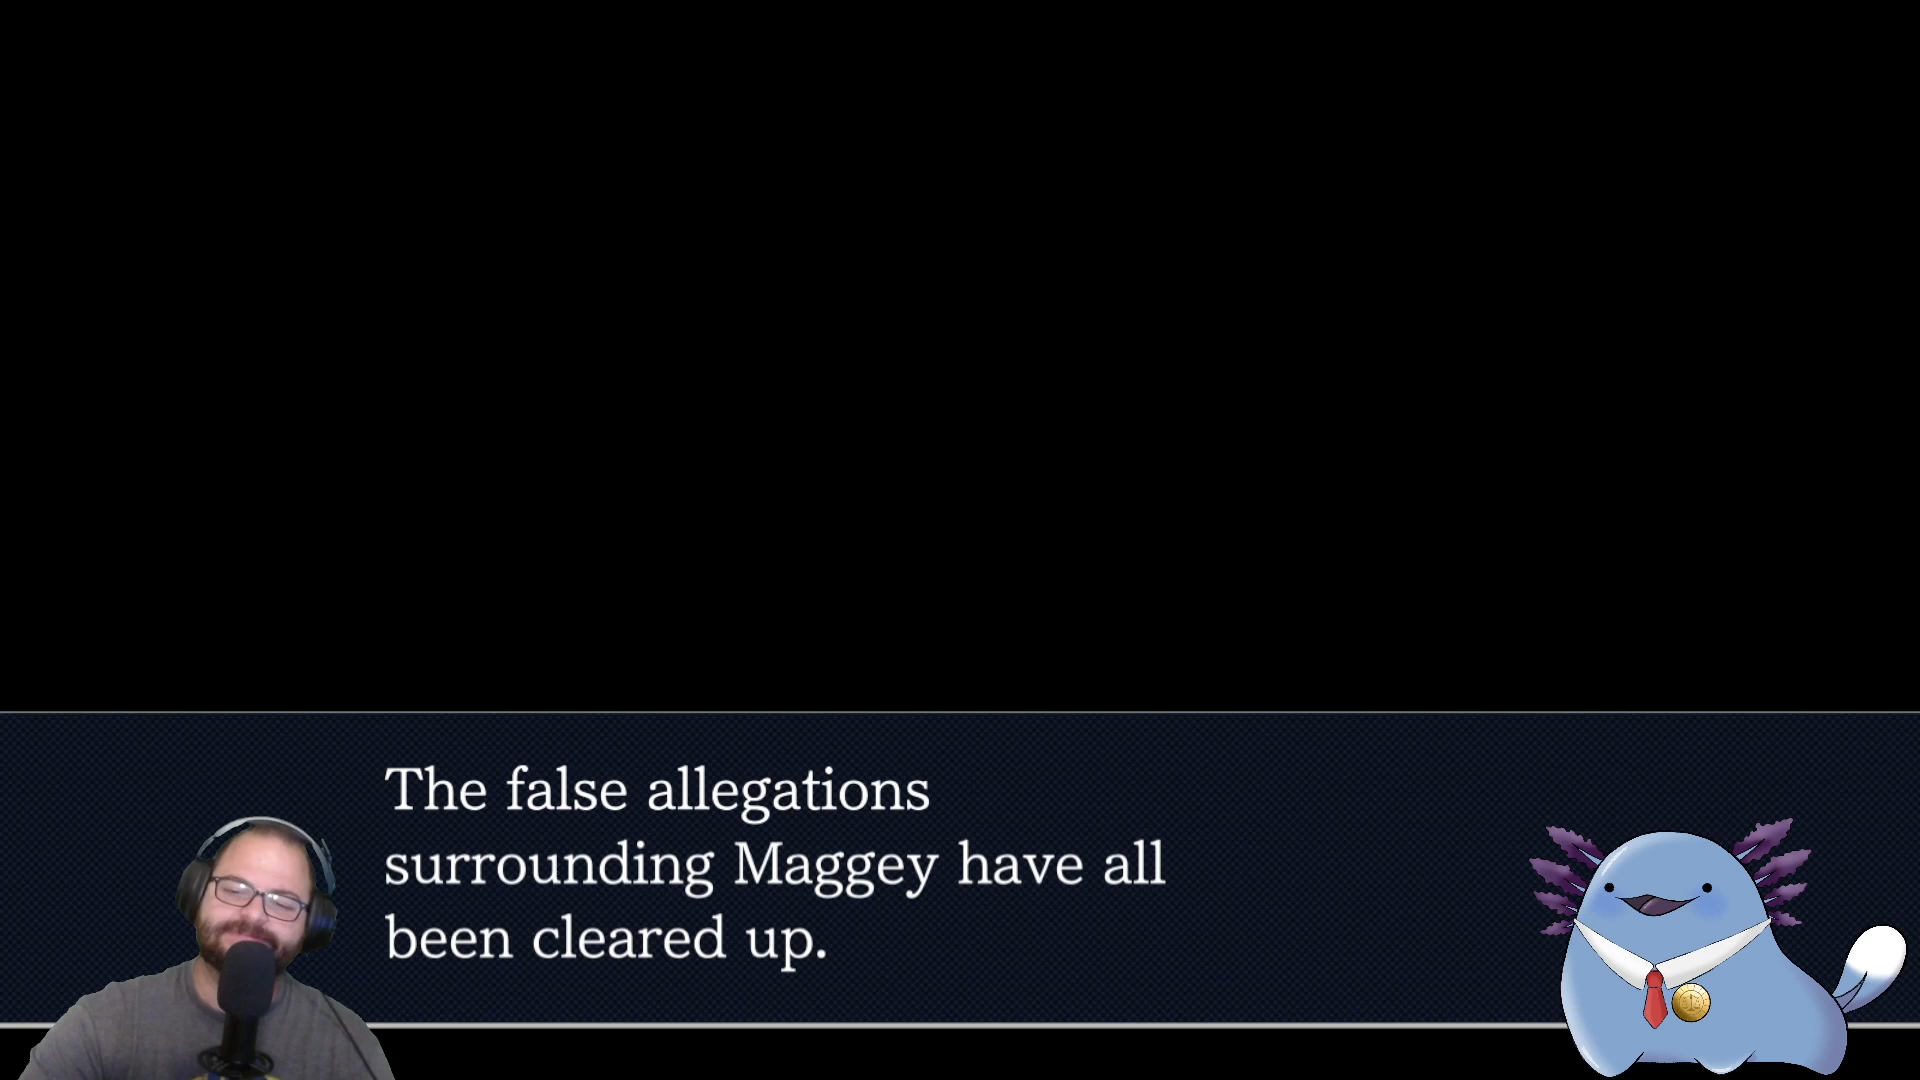 The false allegations
surrounding Maggey have all
been cleared up.